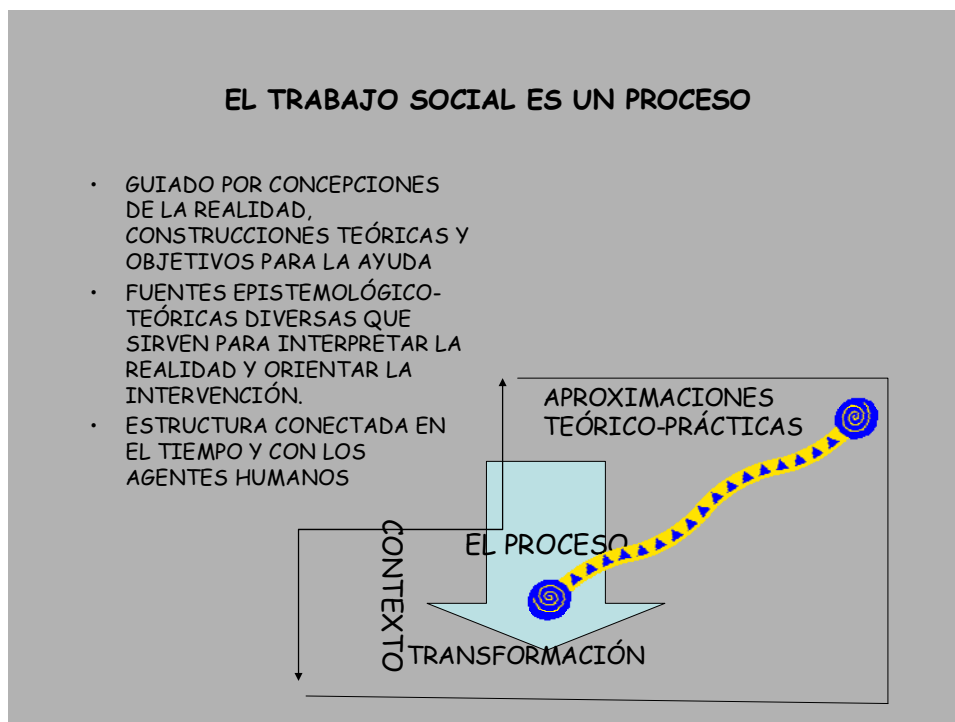 EL TRABAJO SOCIAL ES UN PROCESO
• GUIADO POR CONCEPCIONES
DE LA REALIDAD,
CONSTRUCCIONES TEÓRICAS Y
OBJETIVOS PARA LA AYUDA
• FUENTES EPISTEMOLÓGICO-
TEÓRICAS DIVERSAS QUE
SIRVEN PARA INTERPRETAR LA
REALIDAD Y ORIENTAR LA
INTERVENCIÓN.
• ESTRUCTURA CONECTADA EN
EL TIEMPO Y CON LOS
AGENTES HUMANOS
APROXIMACIONES
TEÓRICO-PRÁCTICAS
CONTEXTO
EL PROCESO
TRANSFORMACIÓN